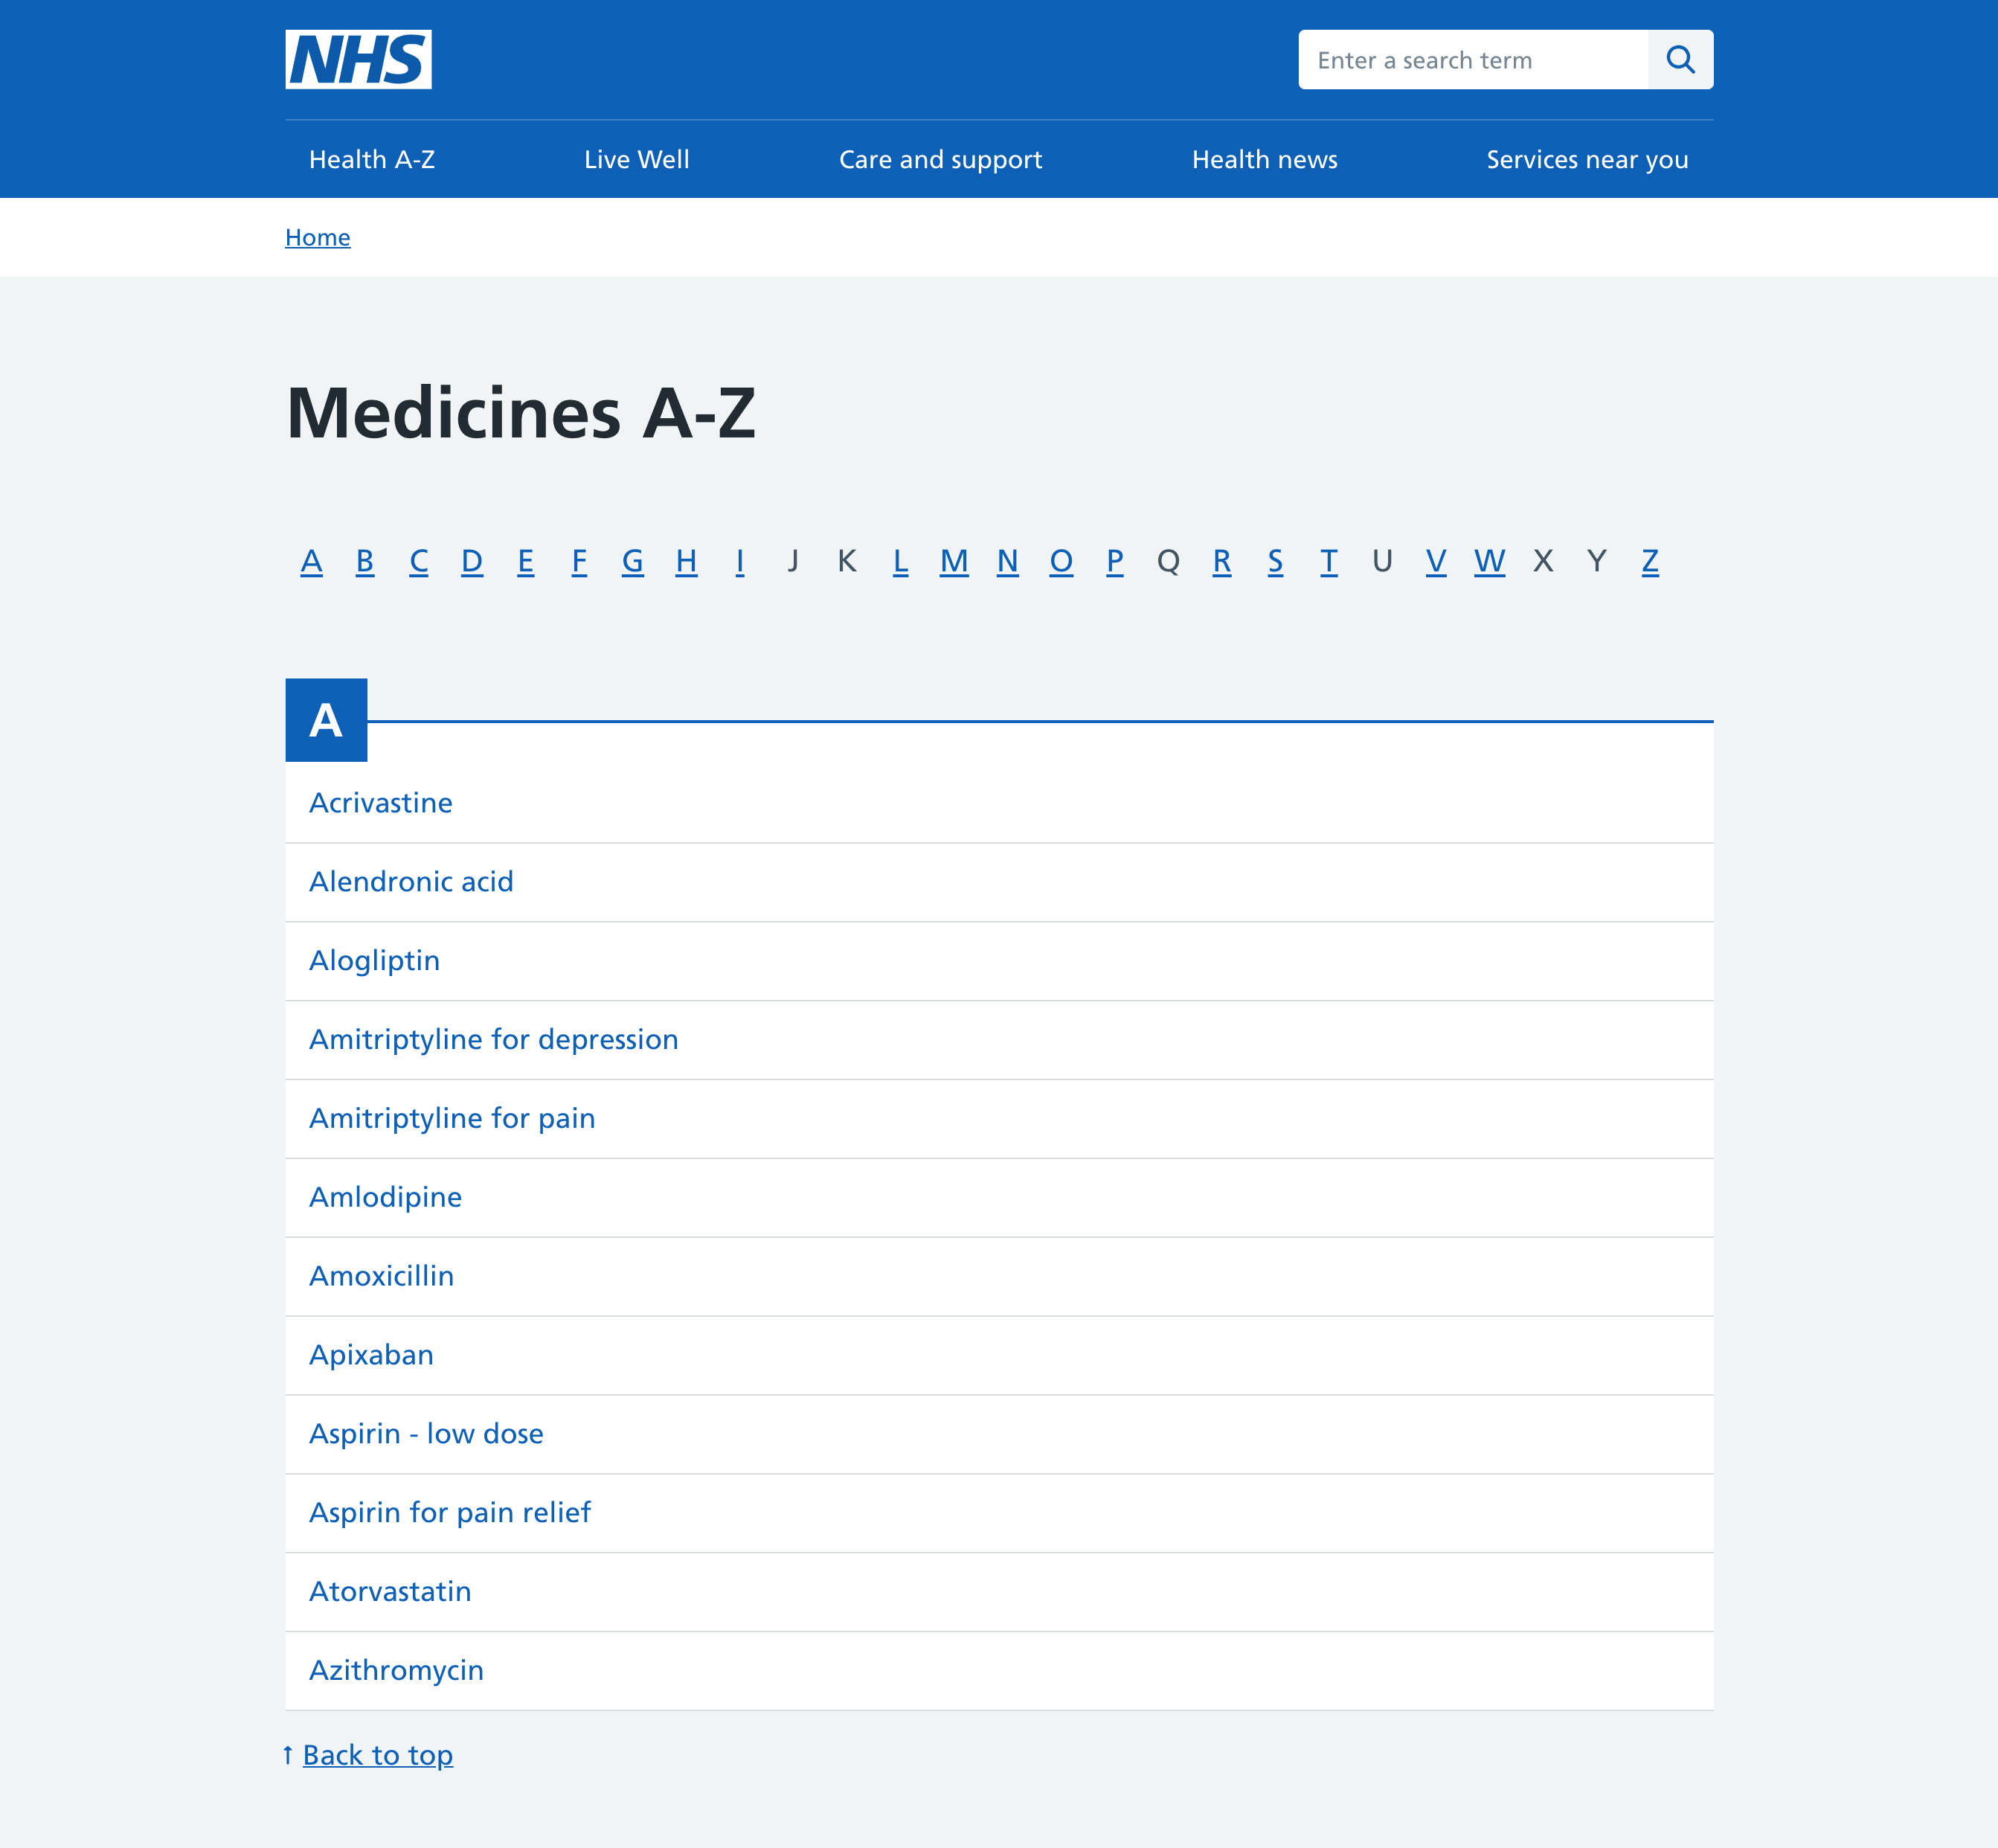 NHS
Enter a search term
Health A-Z Live Well Care and support Health news Services near you
Home
Medicines A-Z
A B C D E F G H I J K L M N O P Q R S T U V W X Y Z
A
Acrivastine
Alendronic acid
Alogliptin
Amitriptyline for depression
Amitriptyline for pain
Amlodipine
Amoxicillin
Apixaban
Aspirin - low dose
Aspirin for pain relief
Atorvastatin
Azithromycin
↑ Back to top